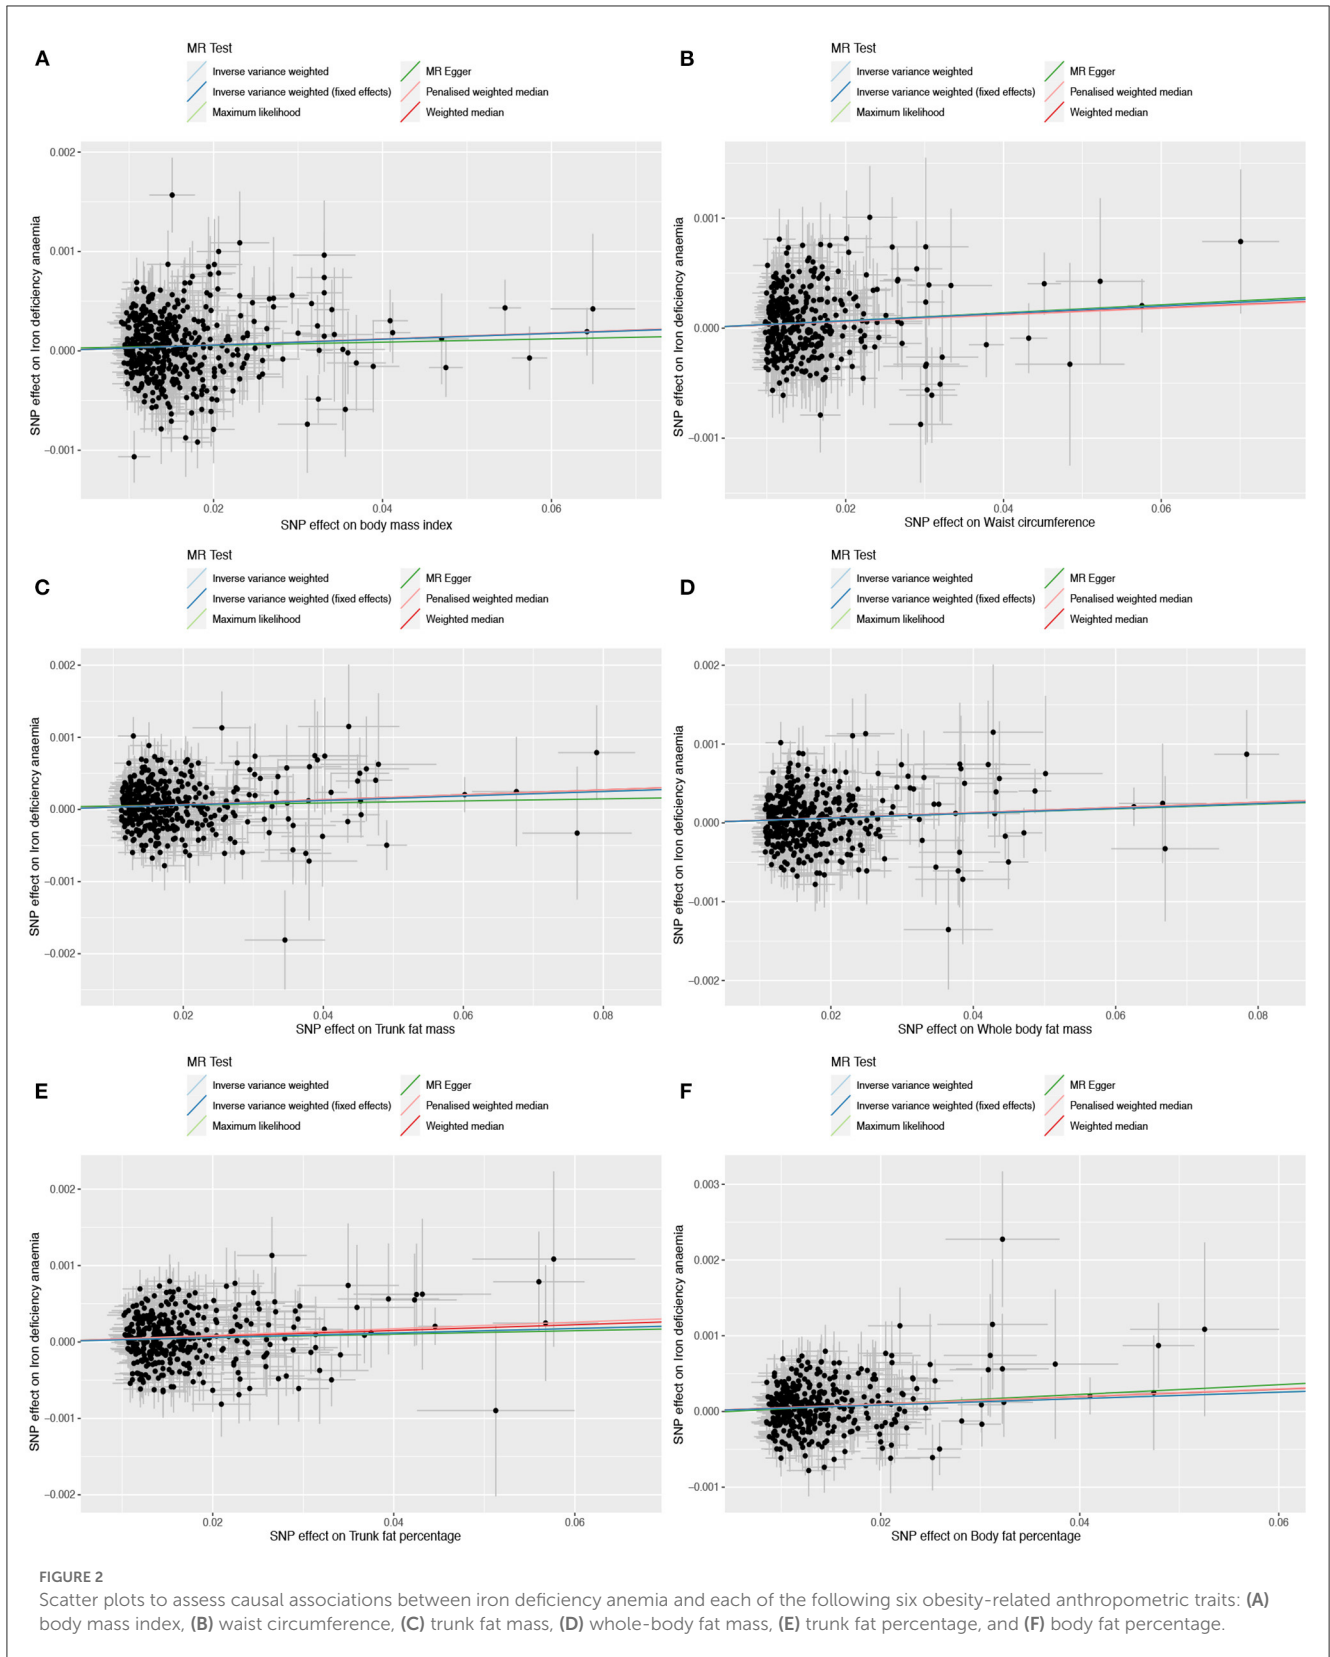 A
MR Test
Inverse variance weighted
MR Egger
Inverse variance weighted (fixed effects)
Penalised weighted median
Maximum likelihood
Weighted median
SNP effect on Iron deficiency anaemia
0.002
0.001
0.000
−0.001
0.02
0.04
0.06
SNP effect on body mass index
B
MR Test
Inverse variance weighted
MR Egger
Inverse variance weighted (fixed effects)
Penalised weighted median
Maximum likelihood
Weighted median
SNP effect on Iron deficiency anaemia
0.001
0.000
−0.001
0.02
0.04
0.06
SNP effect on Waist circumference
C
MR Test
Inverse variance weighted
MR Egger
Inverse variance weighted (fixed effects)
Penalised weighted median
Maximum likelihood
Weighted median
SNP effect on Iron deficiency anaemia
0.002
0.001
0.000
−0.001
−0.002
0.02
0.04
0.06
0.08
SNP effect on Trunk fat mass
D
MR Test
Inverse variance weighted
MR Egger
Inverse variance weighted (fixed effects)
Penalised weighted median
Maximum likelihood
Weighted median
SNP effect on Iron deficiency anaemia
0.002
0.001
0.000
−0.001
−0.002
0.02
0.04
0.06
0.08
SNP effect on Whole body fat mass
E
MR Test
Inverse variance weighted
MR Egger
Inverse variance weighted (fixed effects)
Penalised weighted median
Maximum likelihood
Weighted median
SNP effect on Iron deficiency anaemia
0.002
0.001
0.000
−0.001
−0.002
0.02
0.04
0.06
SNP effect on Trunk fat percentage
F
MR Test
Inverse variance weighted
MR Egger
Inverse variance weighted (fixed effects)
Penalised weighted median
Maximum likelihood
Weighted median
SNP effect on Iron deficiency anaemia
0.003
0.002
0.001
0.000
−0.001
0.02
0.04
0.06
SNP effect on Body fat percentage
FIGURE 2
Scatter plots to assess causal associations between iron deficiency anemia and each of the following six obesity-related anthropometric traits: (A)
body mass index, (B) waist circumference, (C) trunk fat mass, (D) whole-body fat mass, (E) trunk fat percentage, and (F) body fat percentage.